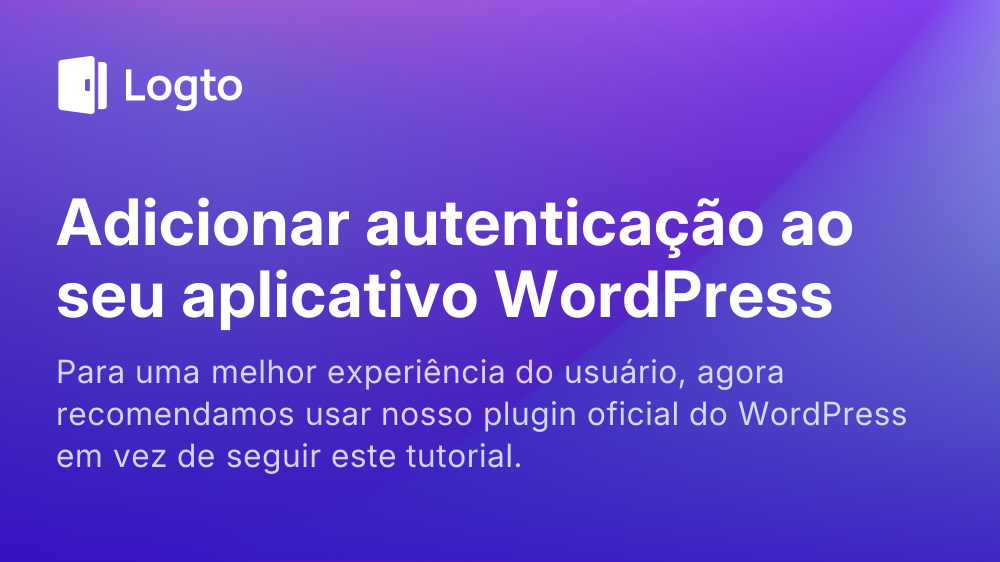 Logto
Adicionar autenticação ao
seu aplicativo WordPress
Para uma melhor experiência do usuário, agora
recomendamos usar nosso plugin oficial do WordPress
em vez de seguir este tutorial.